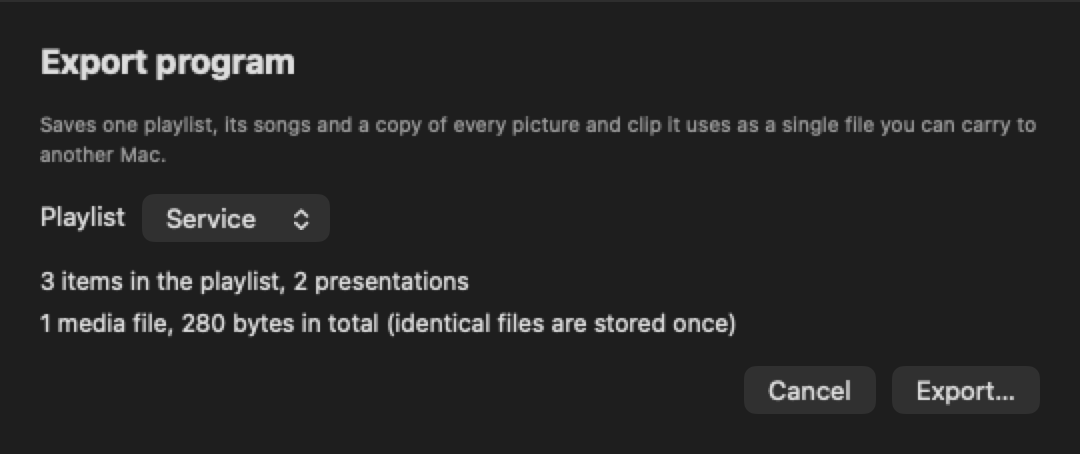 Export program
Saves one playlist, its songs and a copy of every picture and clip it uses as a single file you can carry to
another Mac.
Playlist Service
3 items in the playlist, 2 presentations
1 media file, 280 bytes in total (identical files are stored once)
Cancel Export...